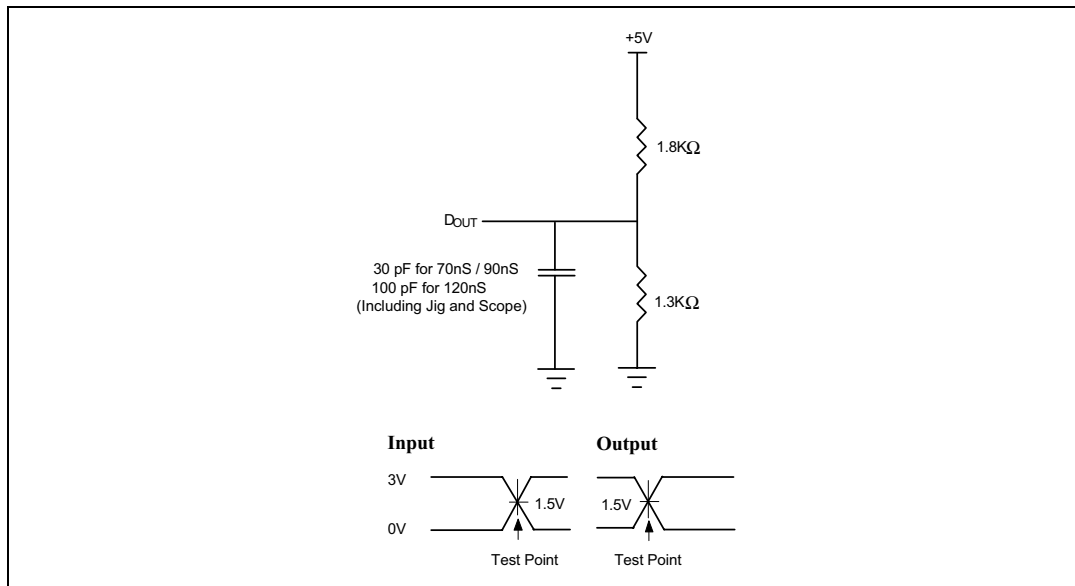 +5V
1.8KΩ
DOUT
30 pF for 70nS / 90nS
100 pF for 120nS
(Including Jig and Scope)
1.3KΩ
Input
Output
3V
1.5V
1.5V
0V
Test Point
Test Point